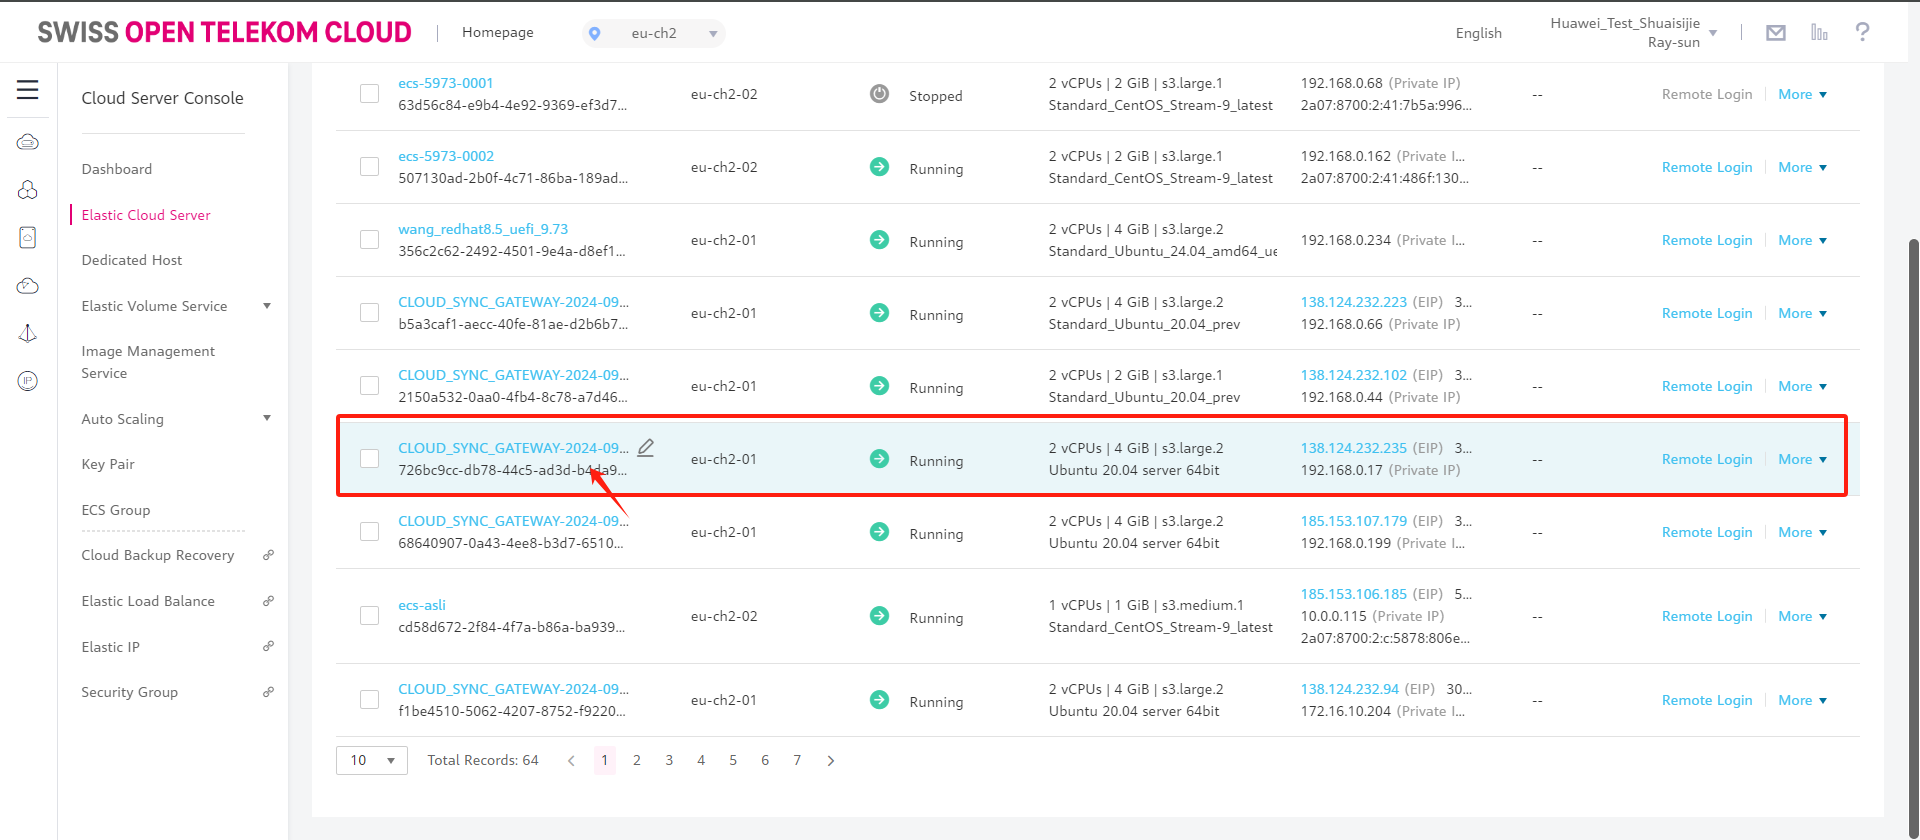 SWISS OPEN TELEKOM CLOUD
Homepage
eu-ch2
English
Huawei_Test_Shuaisijie
Ray-sun
Cloud Server Console
Dashboard
Elastic Cloud Server
Dedicated Host
Elastic Volume Service
Image Management
Service
Auto Scaling
Key Pair
ECS Group
Cloud Backup Recovery
Elastic Load Balance
Elastic IP
Security Group
IP
ecs-5973-0001
63d56c84-e9b4-4e92-9369-ef3d7...
eu-ch2-02
Stopped
2 vCPUs | 2 GiB | s3.large.1
Standard_CentOS_Stream-9_latest
192.168.0.68 (Private IP)
2a07:8700:2:41:7b5a:996...
--
Remote Login
More
ecs-5973-0002
507130ad-2b0f-4c71-86ba-189ad...
eu-ch2-02
Running
2 vCPUs | 2 GiB | s3.large.1
Standard_CentOS_Stream-9_latest
192.168.0.162 (Private I...
2a07:8700:2:41:486f:130...
--
Remote Login
More
wang_redhat8.5_uefi_9.73
356c2c62-2492-4501-9e4a-d8ef1...
eu-ch2-01
Running
2 vCPUs | 4 GiB | s3.large.2
Standard_Ubuntu_24.04_amd64_ue
192.168.0.234 (Private I...
--
Remote Login
More
CLOUD_SYNC_GATEWAY-2024-09...
b5a3caf1-aecc-40fe-81ae-d2b6b7...
eu-ch2-01
Running
2 vCPUs | 4 GiB | s3.large.2
Standard_Ubuntu_20.04_prev
138.124.232.223 (EIP) 3...
192.168.0.66 (Private IP)
--
Remote Login
More
CLOUD_SYNC_GATEWAY-2024-09...
2150a532-0aa0-4fb4-8c78-a7d46...
eu-ch2-01
Running
2 vCPUs | 2 GiB | s3.large.1
Standard_Ubuntu_20.04_prev
138.124.232.102 (EIP) 3...
192.168.0.44 (Private IP)
--
Remote Login
More
CLOUD_SYNC_GATEWAY-2024-09...
726bc9cc-db78-44c5-ad3d-b4da9...
eu-ch2-01
Running
2 vCPUs | 4 GiB | s3.large.2
Ubuntu 20.04 server 64bit
138.124.232.235 (EIP) 3...
192.168.0.17 (Private IP)
--
Remote Login
More
CLOUD_SYNC_GATEWAY-2024-09...
68640907-0a43-4ee8-b3d7-6510...
eu-ch2-01
Running
2 vCPUs | 4 GiB | s3.large.2
Ubuntu 20.04 server 64bit
185.153.107.179 (EIP) 3...
192.168.0.199 (Private I...
--
Remote Login
More
ecs-asli
cd58d672-2f84-4f7a-b86a-ba939...
eu-ch2-02
Running
1 vCPUs | 1 GiB | s3.medium.1
Standard_CentOS_Stream-9_latest
185.153.106.185 (EIP) 5...
10.0.0.115 (Private IP)
2a07:8700:2:c:5878:806e...
--
Remote Login
More
CLOUD_SYNC_GATEWAY-2024-09...
f1be4510-5062-4207-8752-f9220...
eu-ch2-01
Running
2 vCPUs | 4 GiB | s3.large.2
Ubuntu 20.04 server 64bit
138.124.232.94 (EIP) 30...
172.16.10.204 (Private I...
--
Remote Login
More
10
Total Records: 64
< 1 2 3 4 5 6 7 >